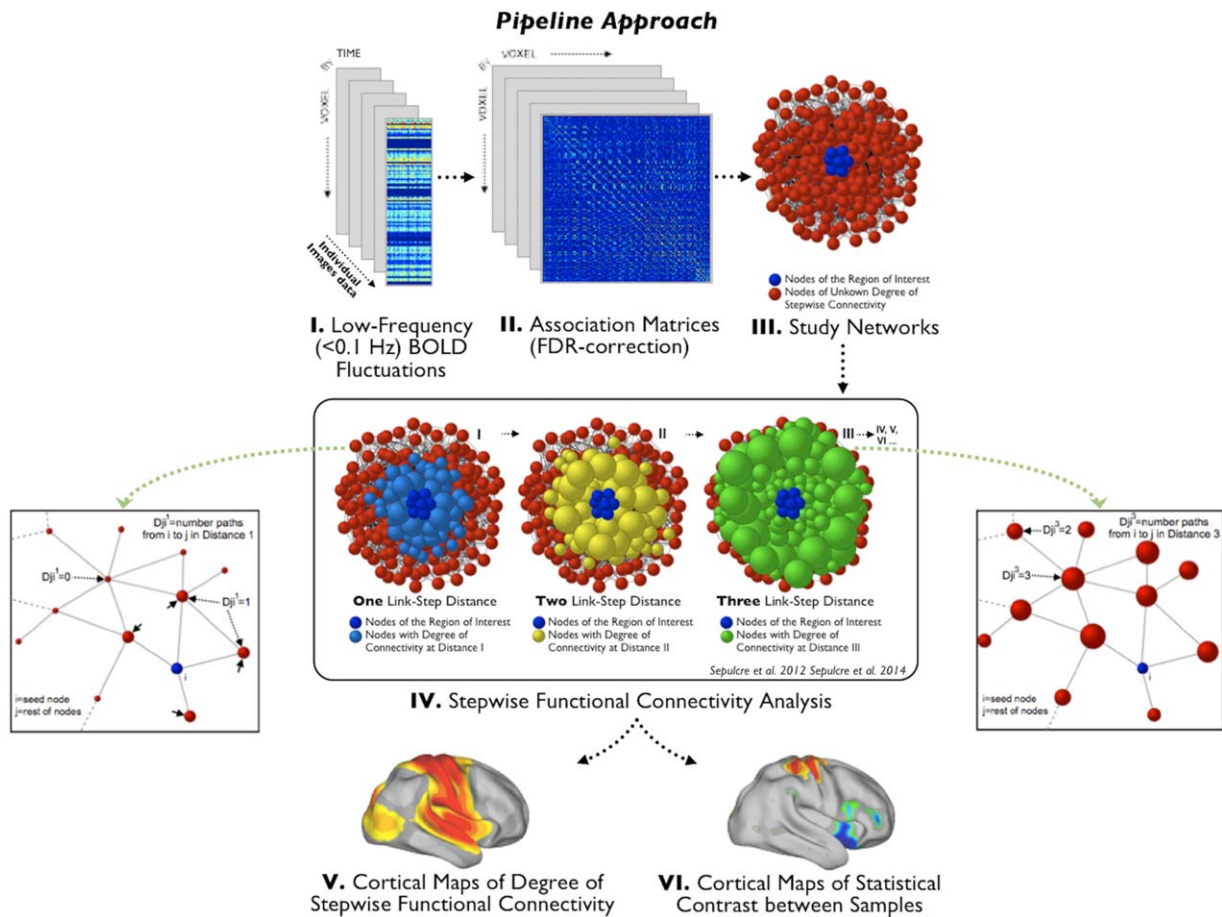 Pipeline Approach
TIME
BY
VOXEL
Individual
Images data
VOXEL
BY
VOXEL
Nodes of the Region of Interest
Nodes of Unkown Degree of
Stepwise Connectivity
I. Low-Frequency
(<0.1 Hz) BOLD
Fluctuations
II. Association Matrices
(FDR-correction)
III. Study Networks
I
II
III
IV, V,
VI ...
One Link-Step Distance
Nodes of the Region of Interest
Nodes with Degree of
Connectivity at Distance I
Two Link-Step Distance
Nodes of the Region of Interest
Nodes with Degree of
Connectivity at Distance II
Three Link-Step Distance
Nodes of the Region of Interest
Nodes with Degree of
Connectivity at Distance III
Sepulcre et al. 2012 Sepulcre et al. 2014
Dji¹=number paths
from i to j in Distance 1
Dji¹=0
Dji¹=1
i
i=seed node
j=rest of nodes
Dji³=2
Dji³=number paths
from i to j in Distance 3
Dji³=3
i
i=seed node
j=rest of nodes
IV. Stepwise Functional Connectivity Analysis
V. Cortical Maps of Degree of
Stepwise Functional Connectivity
VI. Cortical Maps of Statistical
Contrast between Samples